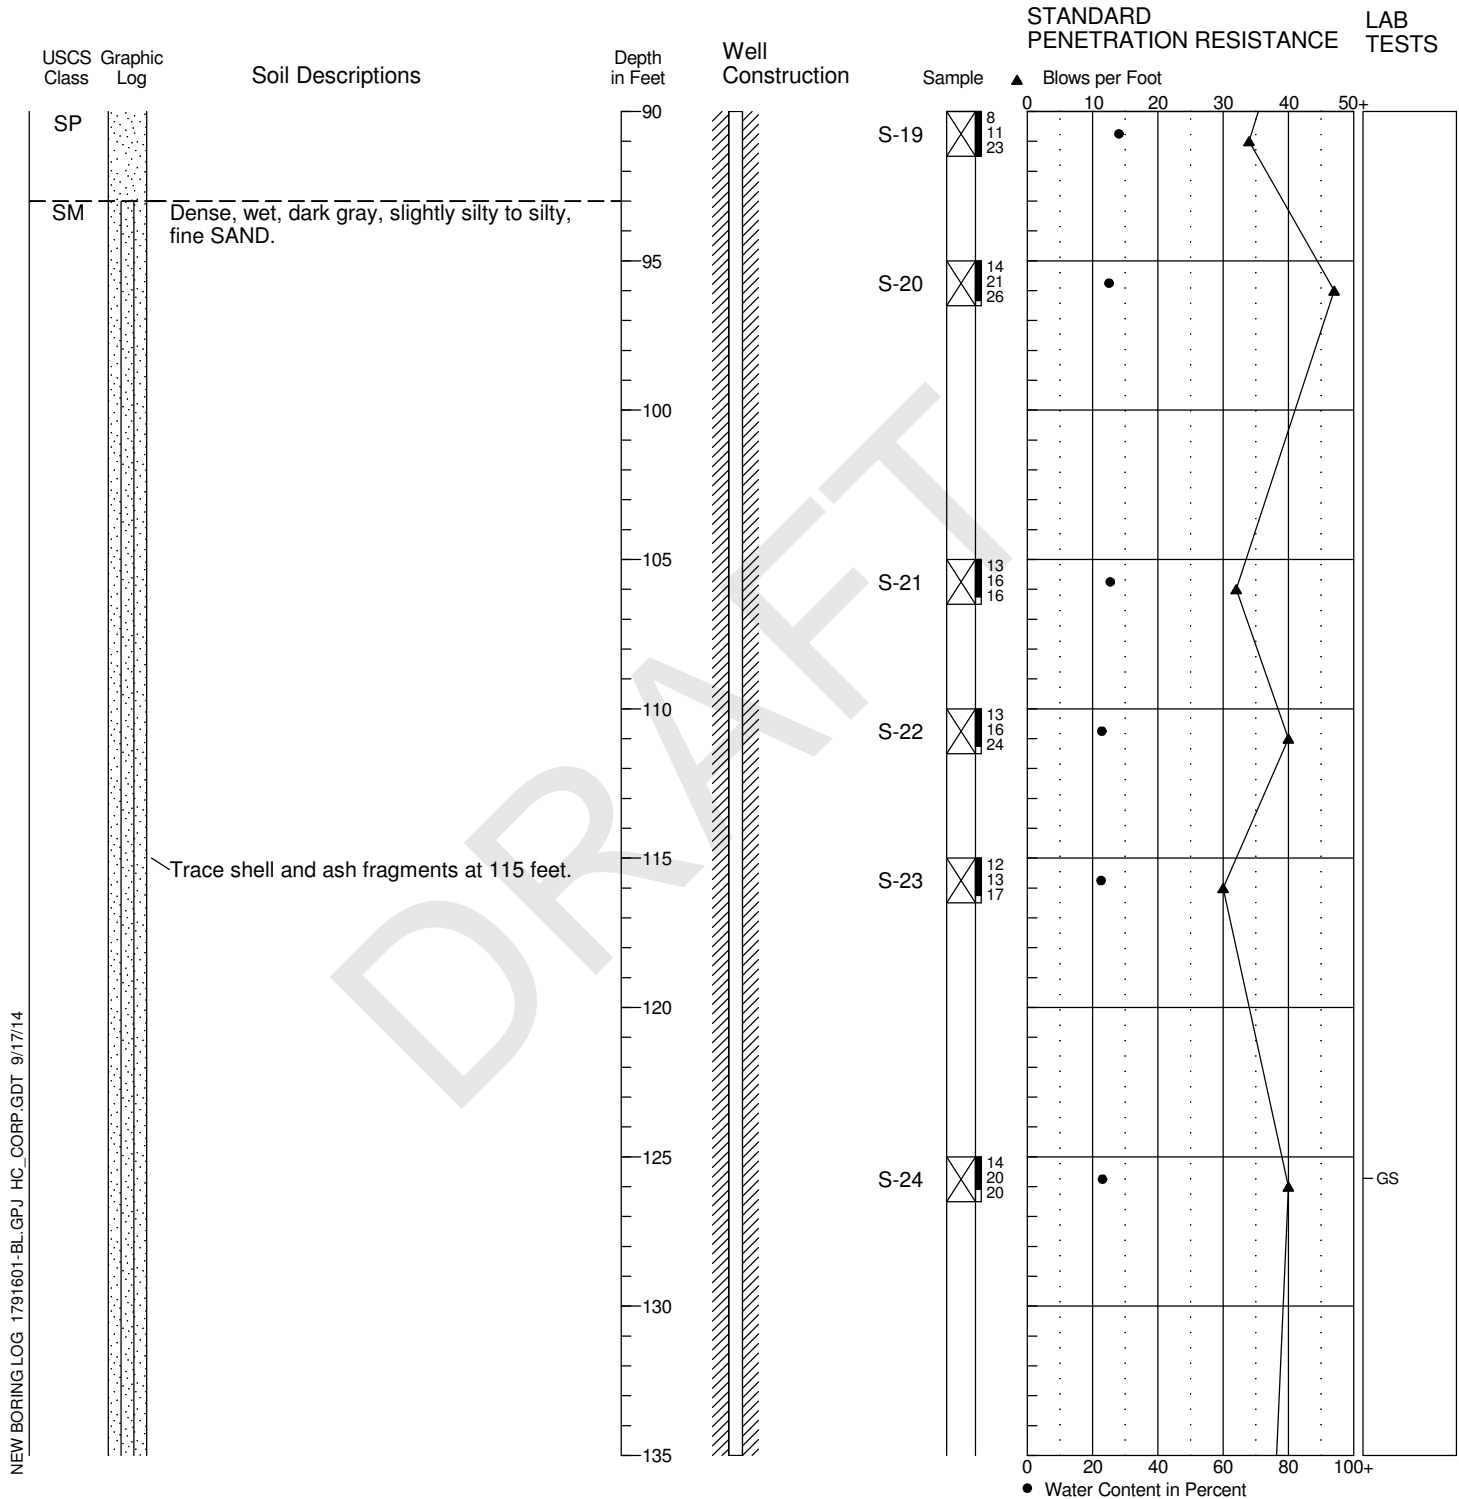 STANDARD
PENETRATION RESISTANCE
LAB
TESTS
USCS
Class
Graphic
Log
Soil Descriptions
Depth
in Feet
Well
Construction
Sample
▲ Blows per Foot
0 10 20 30 40 50+
SP
90
S-19
8
11
23
SM
Dense, wet, dark gray, slightly silty to silty,
fine SAND.
95
S-20
14
21
26
100
105
S-21
13
16
16
110
S-22
13
16
24
115
Trace shell and ash fragments at 115 feet.
S-23
12
13
17
120
125
S-24
14
20
20
GS
130
135
0 20 40 60 80 100+
● Water Content in Percent
DRAFT
NEW BORING LOG 1791601-BL.GPJ HC_CORP.GDT 9/17/14